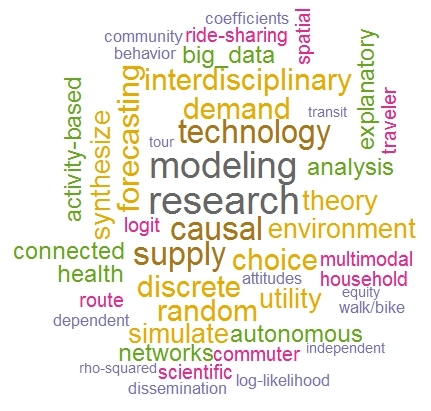 coefficients
community ride-sharing spatial
behavior big_data
interdisciplinary explanatory
forecasting demand traveler
activity-based synthesize technology transit
tour
modeling analysis
research theory
logit causal environment
connected supply choice multimodal
health discrete attitudes household
route random utility equity
dependent walk/bike
simulate autonomous
networks commuter independent
rho-squared scientific
dissemination log-likelihood